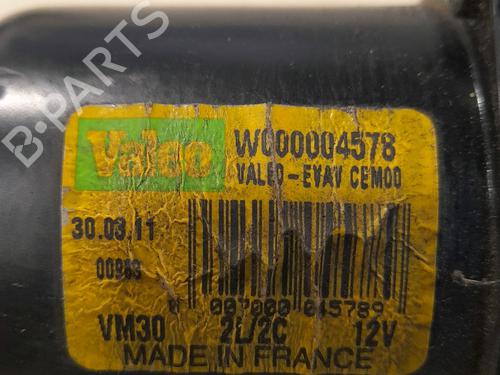 B-PARTS
Valeo
W000004578
VALEO-EVAV CEM00
30.03.11
00983
0 007000 045789
VM30 2L/2C 12V
MADE IN FRANCE